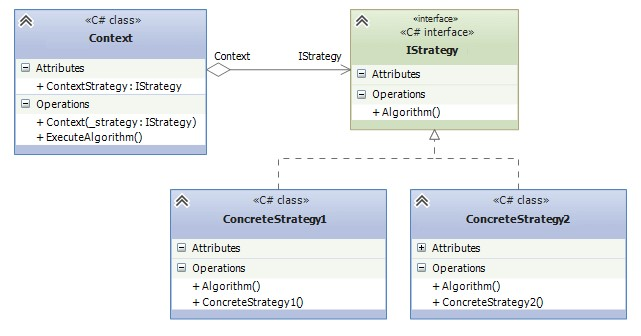 «C# class»
Context
Attributes
+ ContextStrategy : IStrategy
Operations
+ Context(_strategy : IStrategy)
+ ExecuteAlgorithm()
Context
IStrategy
«interface»
«C# interface»
IStrategy
Attributes
Operations
+ Algorithm()
«C# class»
ConcreteStrategy1
Attributes
Operations
+ Algorithm()
+ ConcreteStrategy1()
«C# class»
ConcreteStrategy2
Attributes
Operations
+ Algorithm()
+ ConcreteStrategy2()